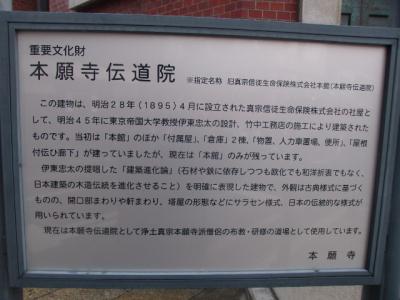 重要文化財
本願寺伝道院 ※指定名称 旧真宗信徒生命保険株式会社本館(本願寺伝道院)
この建物は、明治28年(1895)4月に設立された真宗信徒生命保険株式会社の社屋と
して、明治45年に東京帝国大学教授伊東忠太の設計、竹中工務店の施工により建築された
ものです。当初は「本館」のほか「付属屋」、「倉庫」2棟、「物置、人力車置場、便所」、「屋根
付伝ひ廊下」が建っていましたが、現在は「本館」のみが残っています。
伊東忠太の提唱した「建築進化論」(石材や鉄に依存しつつも欧化でも和洋折衷でもなく、
日本建築の木造伝統を進化させること)を明確に表現した建物で、外観は古典様式に基づく
ものの、開口部まわりや軒まわり、塔屋の形態などにサラセン様式、日本の伝統的な様式が
用いられています。
現在は本願寺伝道院として浄土真宗本願寺派僧侶の布教・研修の道場として使用しています。
本願寺